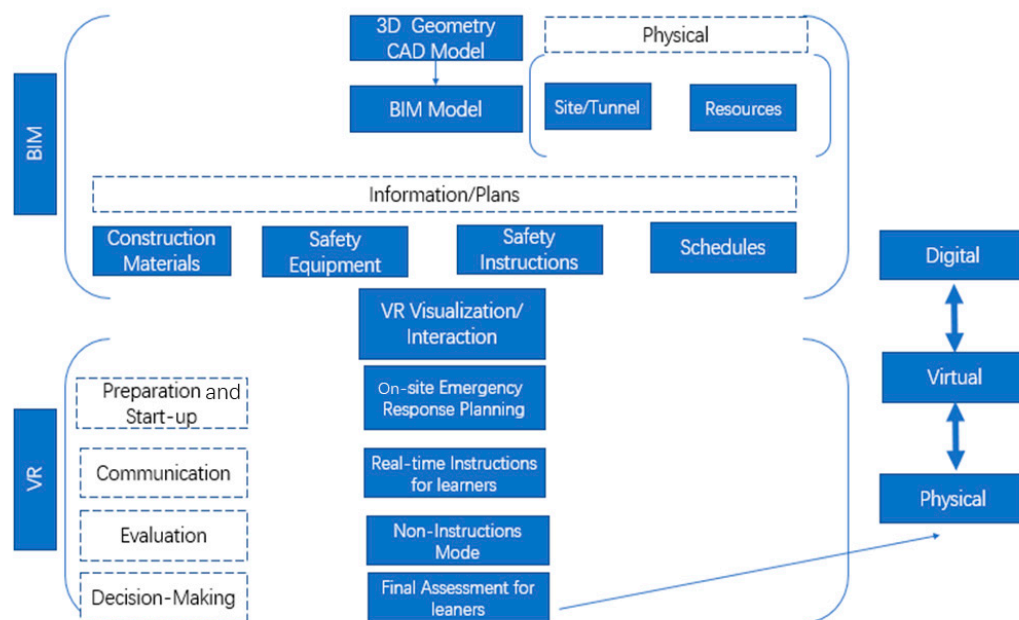 3D Geometry
CAD Model
Physical
BIM
BIM Model
Site/Tunnel
Resources
Information/Plans
Construction
Materials
Safety
Equipment
Safety
Instructions
Schedules
Digital
VR Visualization/
Interaction
Virtual
VR
Preparation and
Start-up
On-site Emergency
Response Planning
Communication
Real-time Instructions
for learners
Physical
Evaluation
Non-Instructions
Mode
Decision-Making
Final Assessment for
leaners